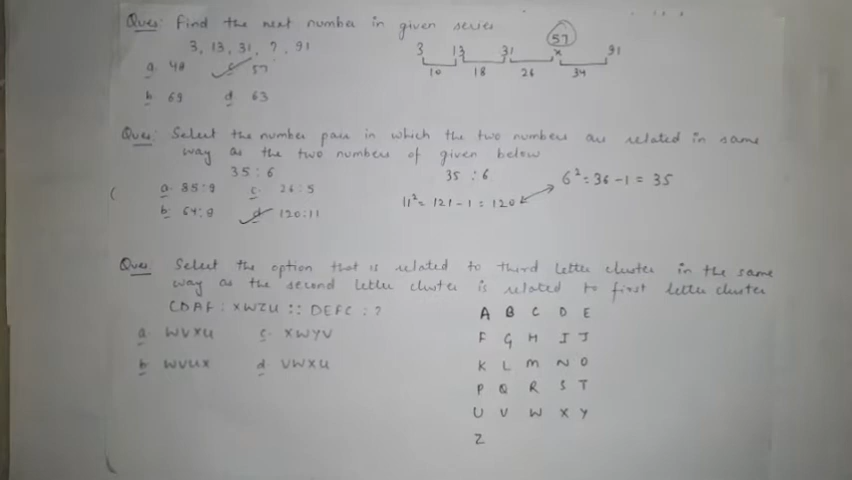 Ques: Find the next number in given series
3, 13, 31, ?, 91
a 48 c 57
b 69 d 63
3 13 31 57 x 91
10 18 26 34
Ques: Select the number pair in which the two numbers are related in same
way as the two numbers of given below
35 : 6
a. 85:9 c. 26:5
b. 64:9 d. 120:11
35 : 6
6² = 36 - 1 = 35
11² = 121 - 1 = 120
Ques: Select the option that is related to third letter cluster in the same
way as the second letter cluster is related to first letter cluster
CDAF : XWZU :: DEFC : ?
a. WVXU c. XWYV
b. WVUX d. VWXU
A B C D E
F G H I J
K L M N O
P Q R S T
U V W X Y
Z